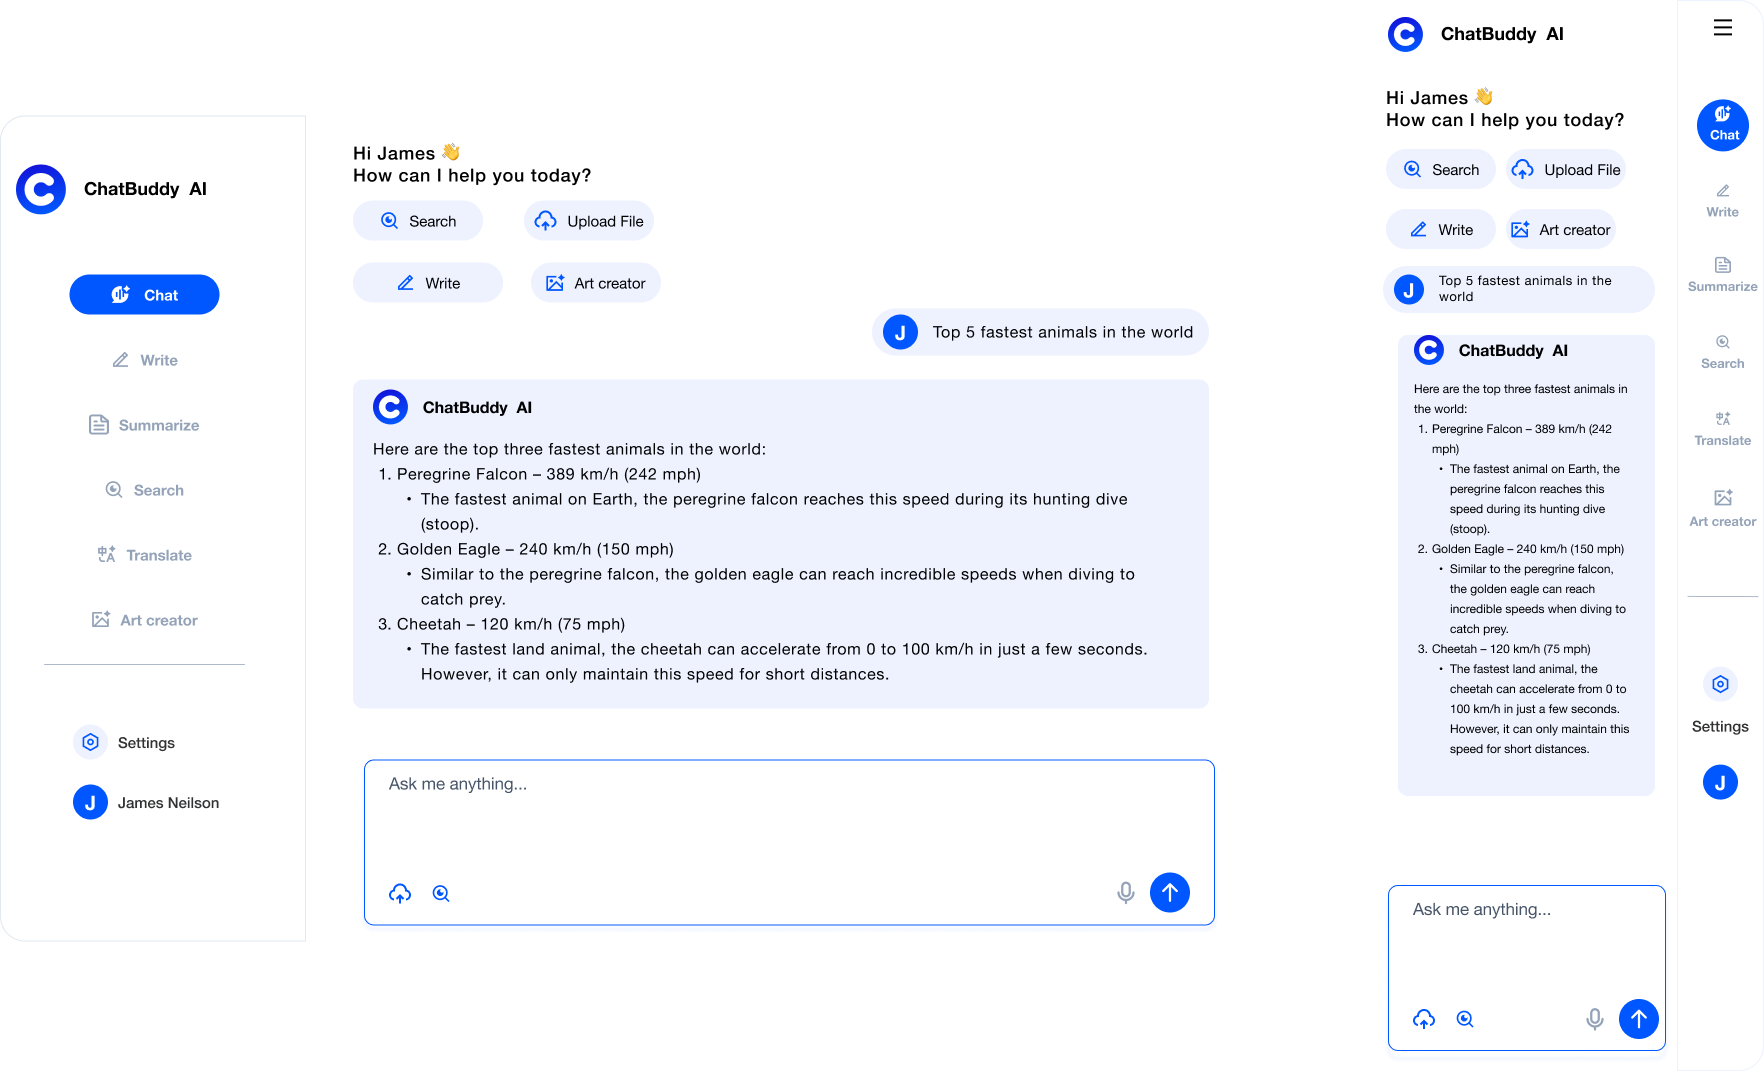 ChatBuddy AI
Chat
Write
Summarize
Search
Translate
Art creator
Settings
J
James Neilson
Hi James 👋
How can I help you today?
Search
Upload File
Write
Art creator
J
Top 5 fastest animals in the world
ChatBuddy AI
Here are the top three fastest animals in the world:
1. Peregrine Falcon – 389 km/h (242 mph)
• The fastest animal on Earth, the peregrine falcon reaches this speed during its hunting dive
(stoop).
2. Golden Eagle – 240 km/h (150 mph)
• Similar to the peregrine falcon, the golden eagle can reach incredible speeds when diving to
catch prey.
3. Cheetah – 120 km/h (75 mph)
• The fastest land animal, the cheetah can accelerate from 0 to 100 km/h in just a few seconds.
However, it can only maintain this speed for short distances.
Ask me anything...
ChatBuddy AI
Hi James 👋
How can I help you today?
Search
Upload File
Write
Art creator
J
Top 5 fastest animals in the
world
ChatBuddy AI
Here are the top three fastest animals in
the world:
1. Peregrine Falcon – 389 km/h (242
mph)
• The fastest animal on Earth, the
peregrine falcon reaches this
speed during its hunting dive
(stoop).
2. Golden Eagle – 240 km/h (150 mph)
• Similar to the peregrine falcon,
the golden eagle can reach
incredible speeds when diving to
catch prey.
3. Cheetah – 120 km/h (75 mph)
• The fastest land animal, the
cheetah can accelerate from 0 to
100 km/h in just a few seconds.
However, it can only maintain this
speed for short distances.
Ask me anything...
Chat
Write
Summarize
Search
Translate
Art creator
Settings
J